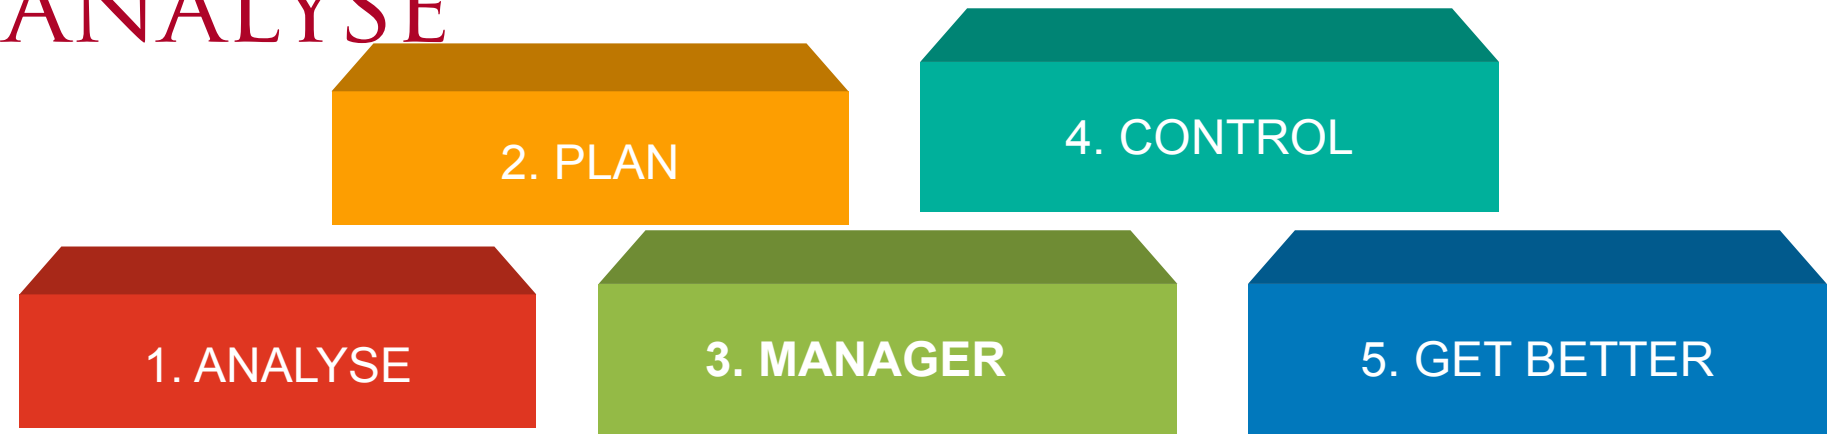 ANALYSE
2. PLAN
4. CONTROL
1. ANALYSE
3. MANAGER
5. GET BETTER